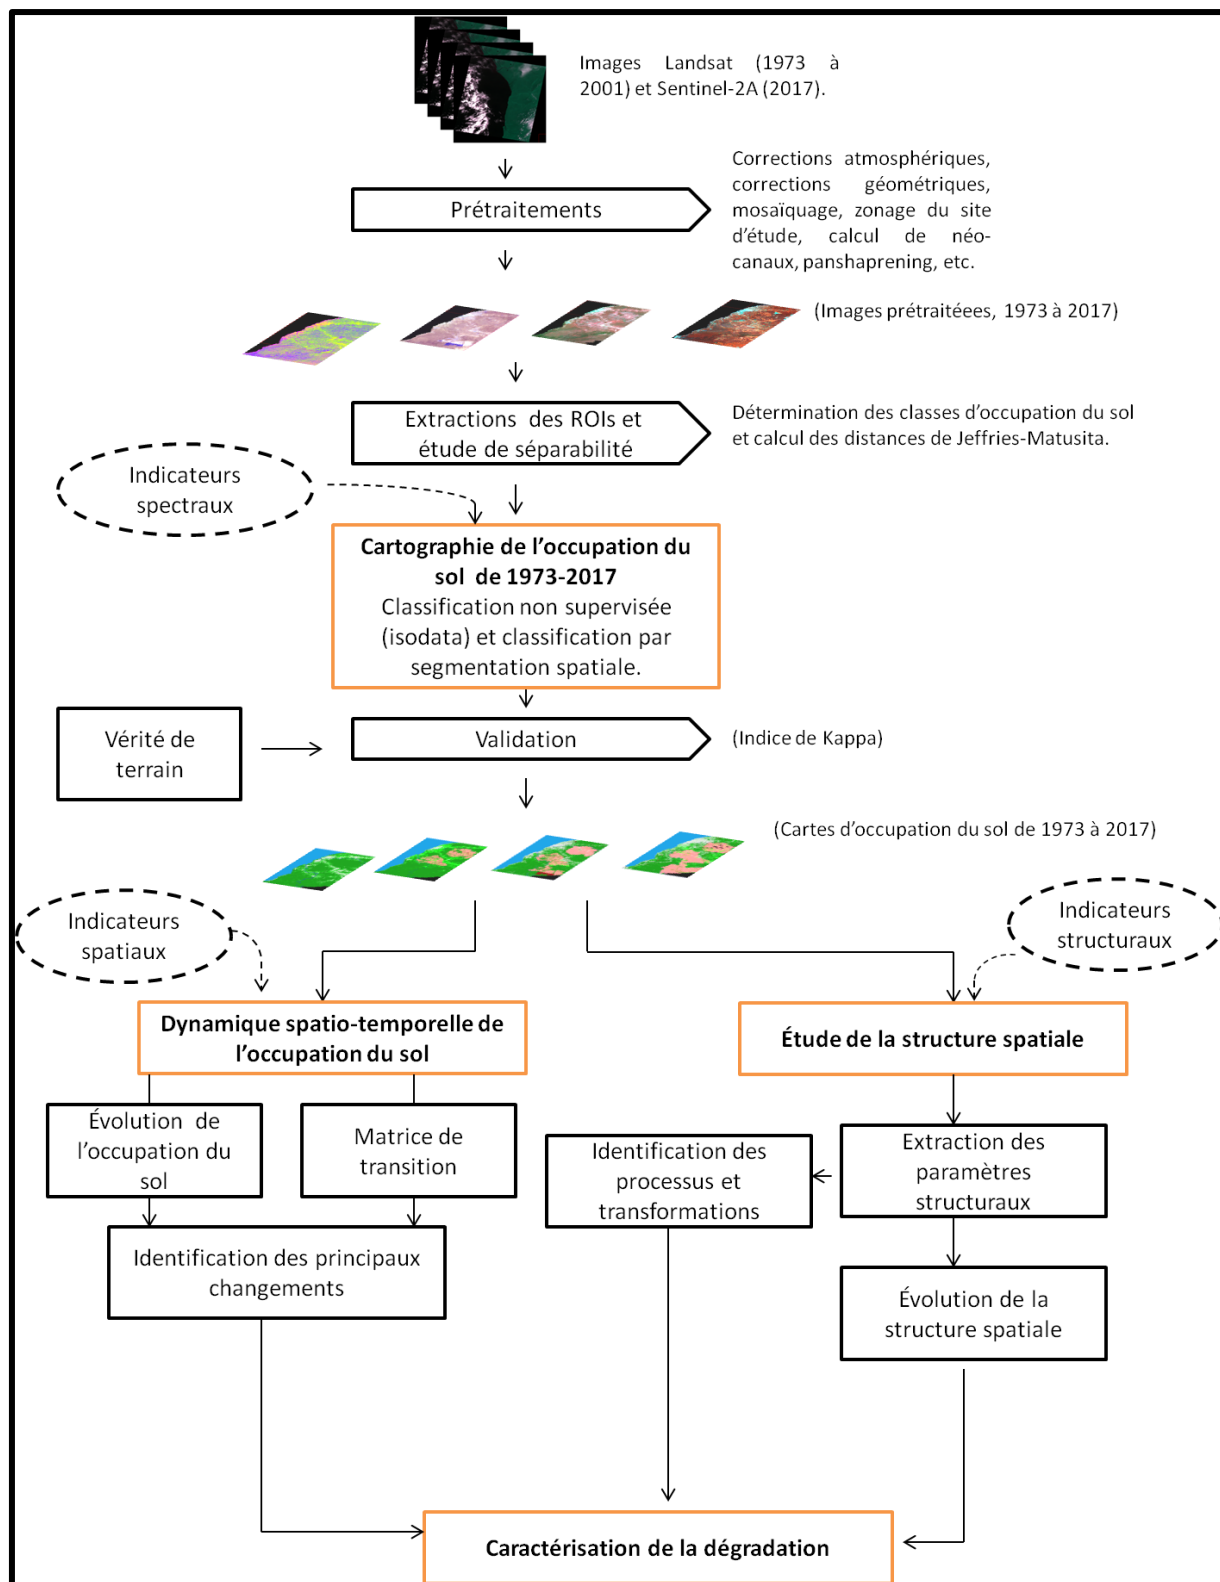 Images Landsat (1973 à
2001) et Sentinel-2A (2017).
Corrections atmosphériques,
corrections géométriques,
mosaïquage, zonage du site
d’étude, calcul de néo-
canaux, panshaprening, etc.
Prétraitements
(Images prétraitéees, 1973 à 2017)
Extractions des ROIs et
étude de séparabilité
Détermination des classes d’occupation du sol
et calcul des distances de Jeffries-Matusita.
Indicateurs
spectraux
Cartographie de l’occupation du
sol de 1973-2017
Classification non supervisée
(isodata) et classification par
segmentation spatiale.
Vérité de
terrain
Validation
(Indice de Kappa)
(Cartes d’occupation du sol de 1973 à 2017)
Indicateurs
spatiaux
Indicateurs
structuraux
Dynamique spatio-temporelle de
l’occupation du sol
Étude de la structure spatiale
Évolution de
l’occupation du
sol
Matrice de
transition
Identification des
processus et
transformations
Extraction des
paramètres
structuraux
Identification des principaux
changements
Évolution de la
structure spatiale
Caractérisation de la dégradation